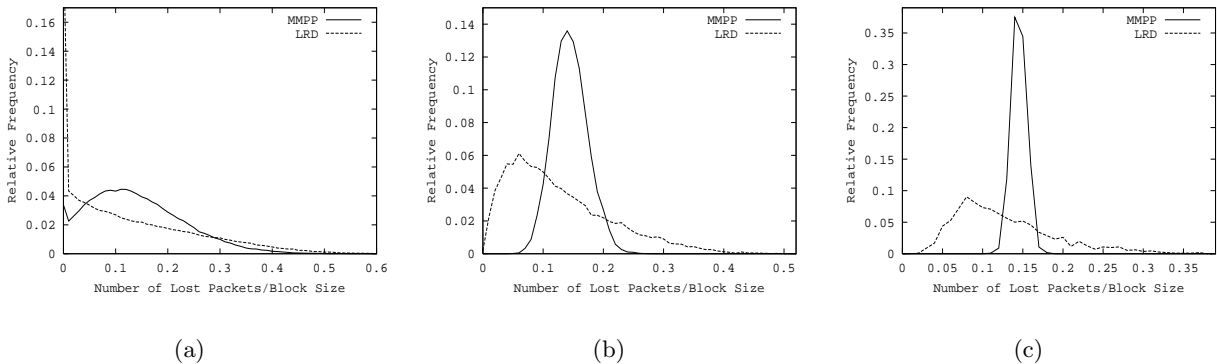 0.16
0.14
0.12
0.1
0.08
0.06
0.04
0.02
0
Relative Frequency
MMPP
LRD
0 0.1 0.2 0.3 0.4 0.5 0.6
Number of Lost Packets/Block Size
(a)
0.14
0.12
0.1
0.08
0.06
0.04
0.02
0
Relative Frequency
MMPP
LRD
0 0.1 0.2 0.3 0.4 0.5
Number of Lost Packets/Block Size
(b)
0.35
0.3
0.25
0.2
0.15
0.1
0.05
0
Relative Frequency
MMPP
LRD
0 0.05 0.1 0.15 0.2 0.25 0.3 0.35
Number of Lost Packets/Block Size
(c)